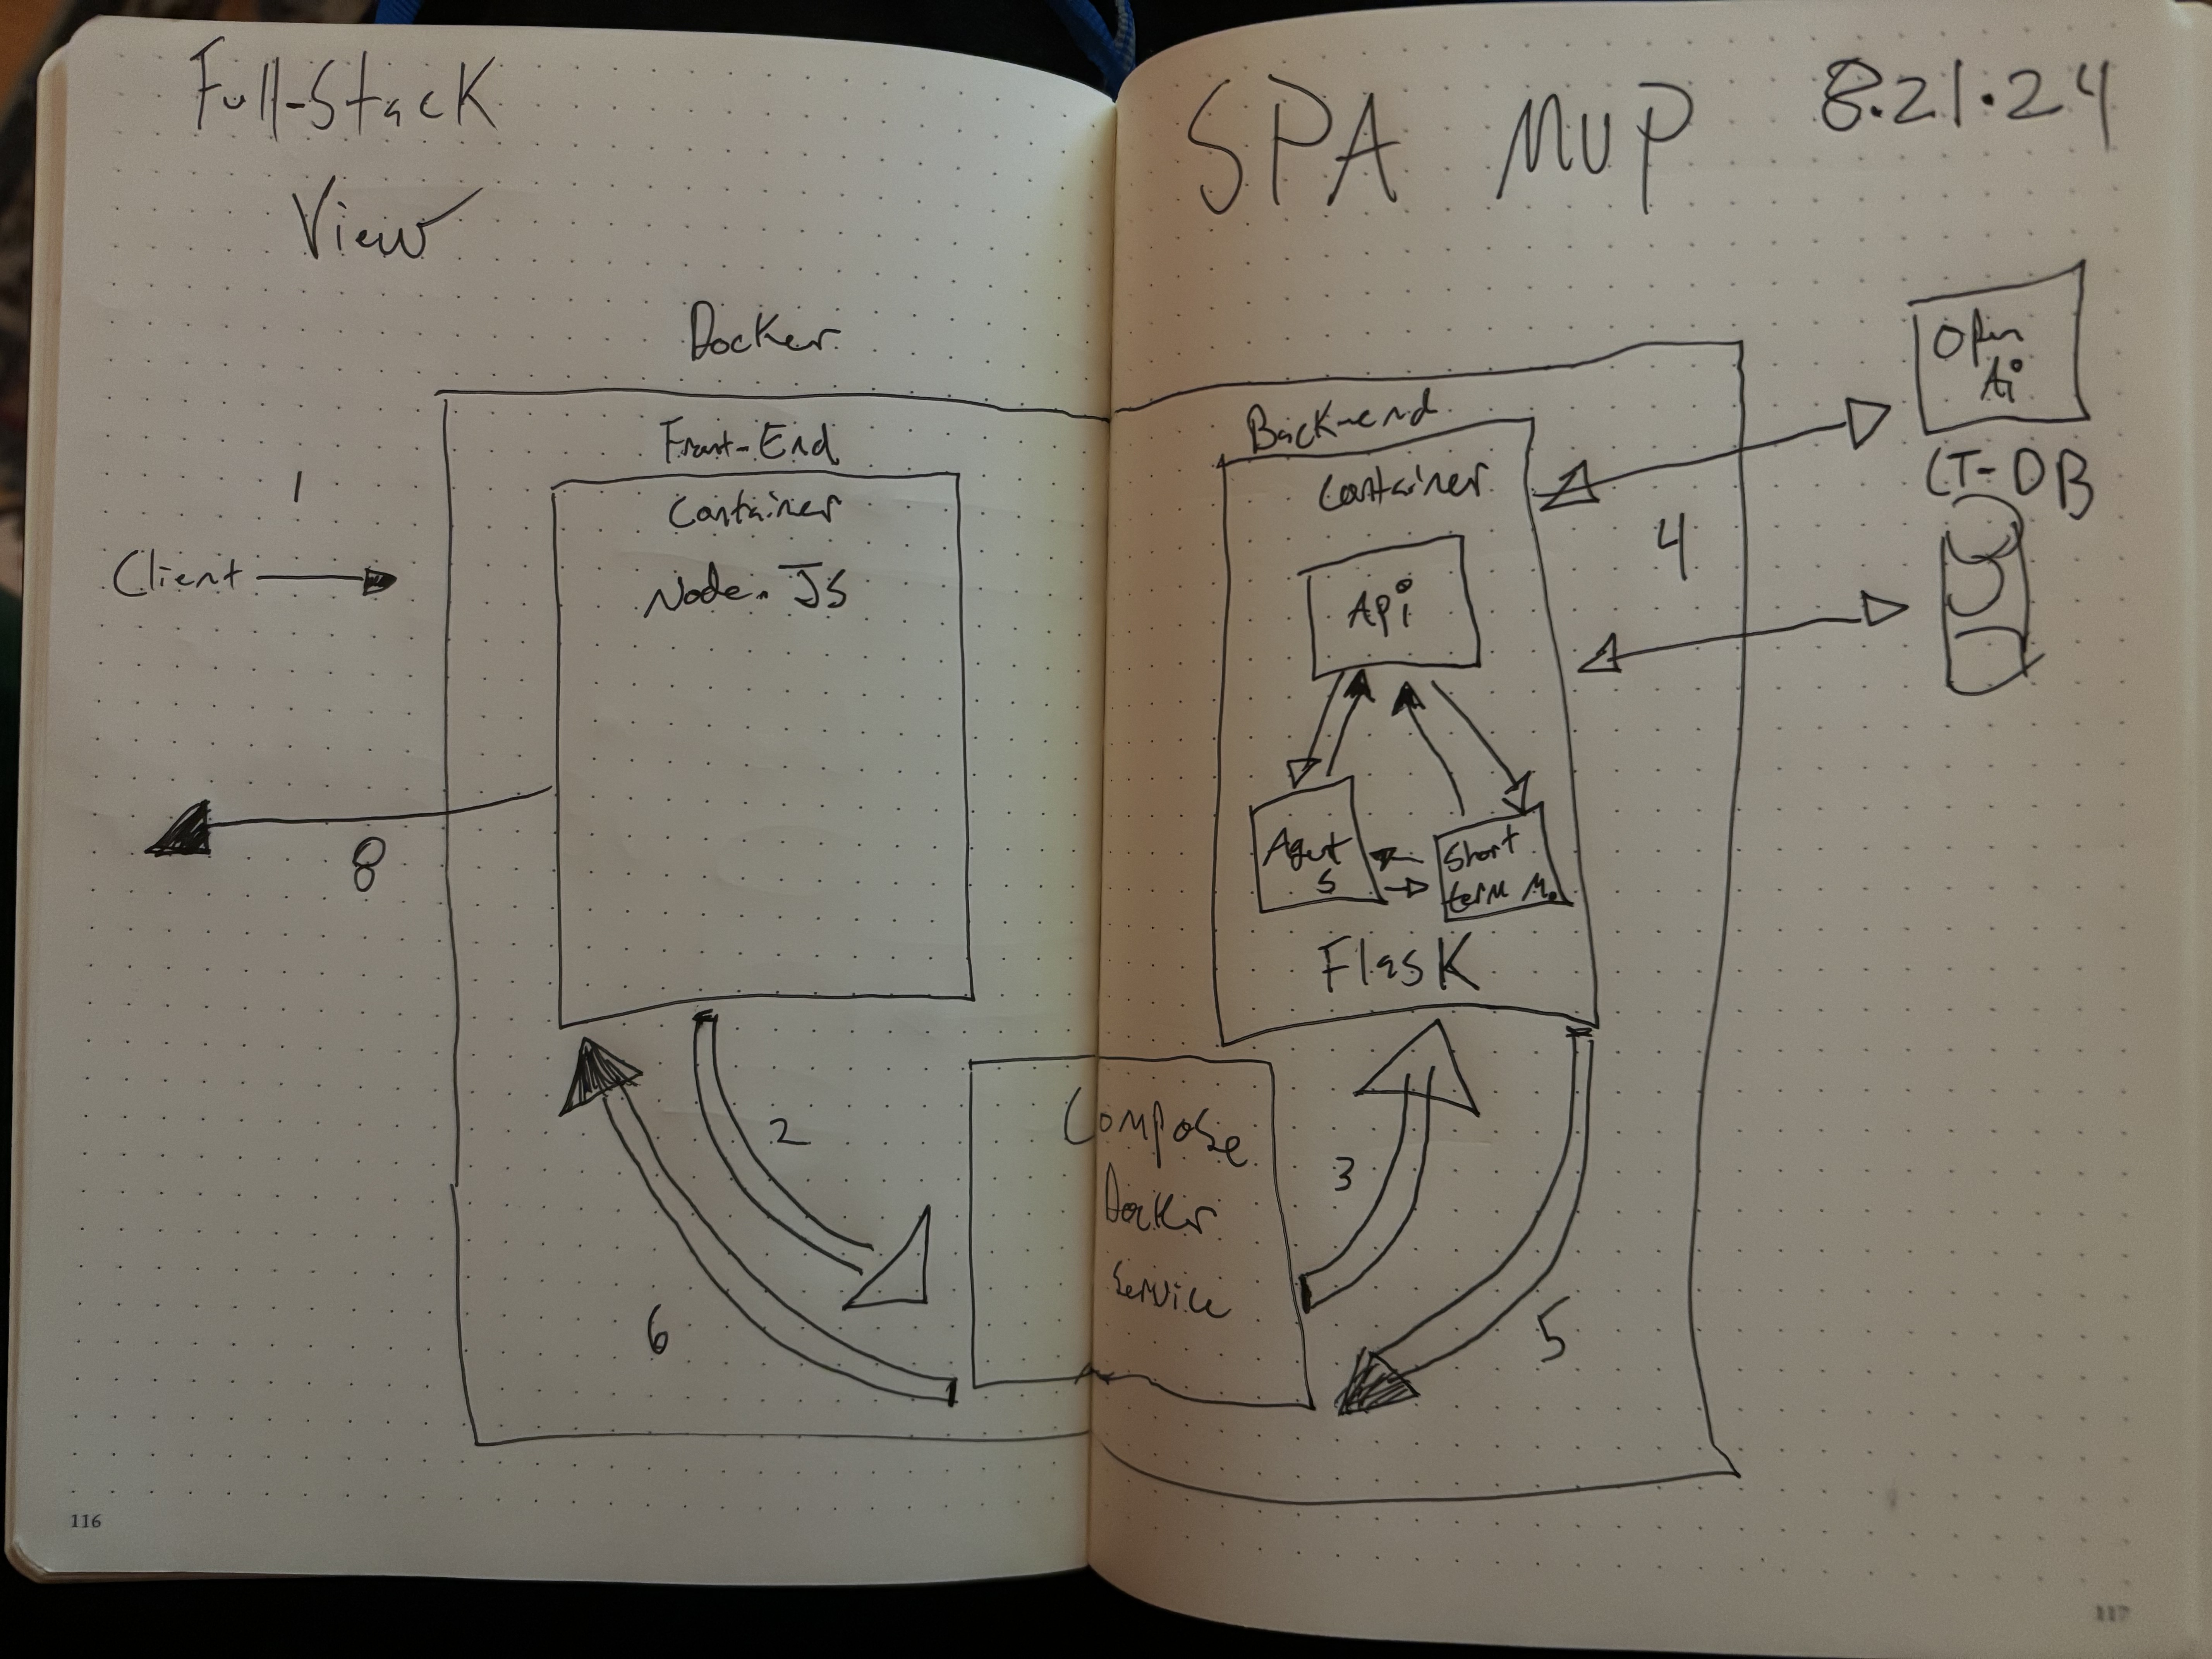 Full-Stack
View
SPA MVP 8.21.24
Docker
Front-End
Container
Node.JS
1
Client
8
2
6
Back-end
Container
Api
Agent
s
Short
term M.
Flask
Compose
Docker
Service
3
5
4
Open
Ai
LT-DB
116
117